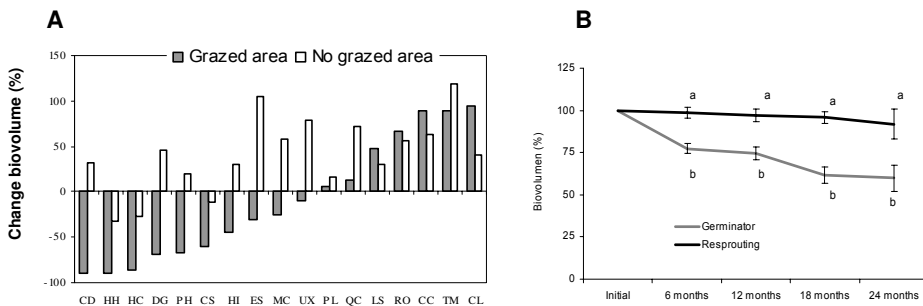 A
Change biovolume (%)
Grazed area No grazed area
150
100
50
0
-50
-100
CD HH HC DG PH CS HI ES MC UX PL QC LS RO CC TM CL
B
Biovolumen (%)
125
100
75
50
25
0
a a a a
b b b b
Germinator
Resprouting
Initial 6 months 12 months 18 months 24 months